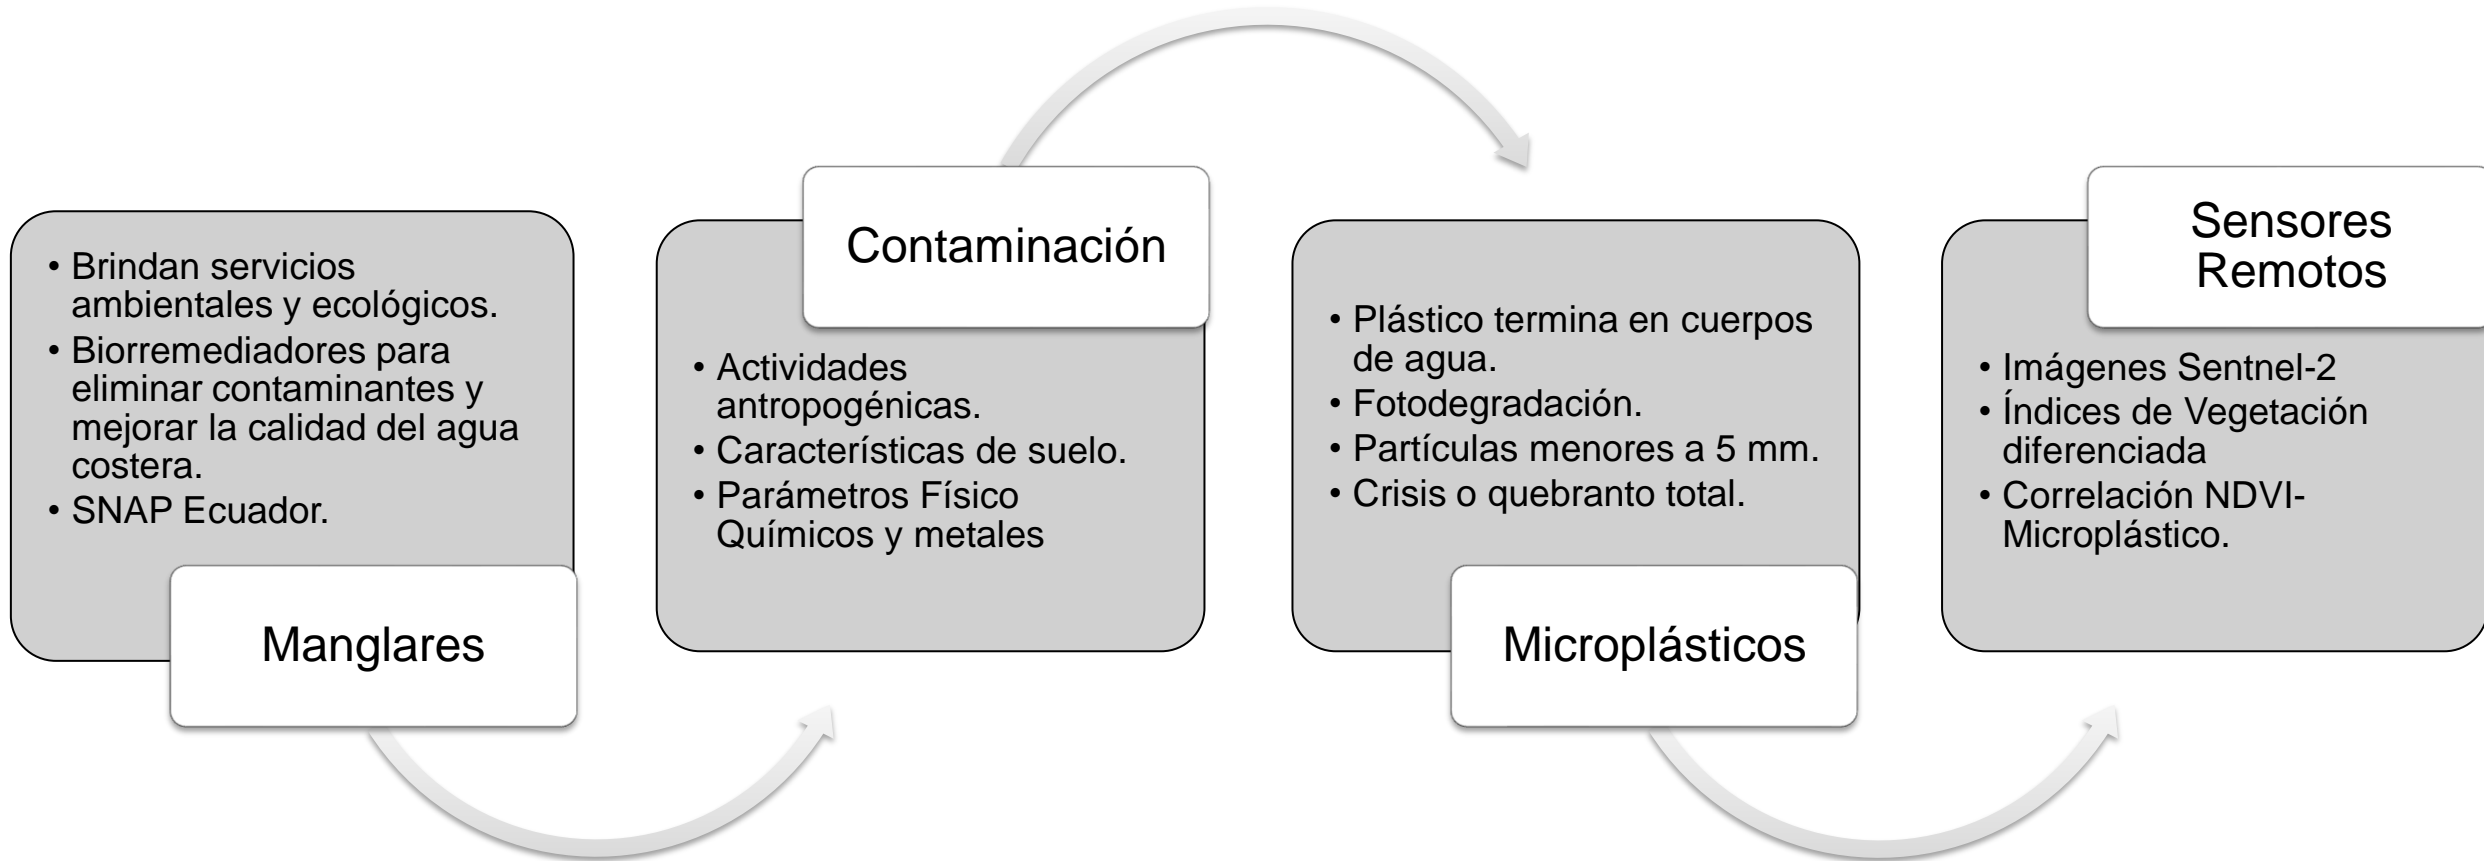 • Brindan servicios
ambientales y ecológicos.
• Biorremediadores para
eliminar contaminantes y
mejorar la calidad del agua
costera.
• SNAP Ecuador.
Manglares
Contaminación
• Actividades
antropogénicas.
• Características de suelo.
• Parámetros Físico
Químicos y metales
• Plástico termina en cuerpos
de agua.
• Fotodegradación.
• Partículas menores a 5 mm.
• Crisis o quebranto total.
Microplásticos
Sensores
Remotos
• Imágenes Sentnel-2
• Índices de Vegetación
diferenciada
• Correlación NDVI-
Microplástico.